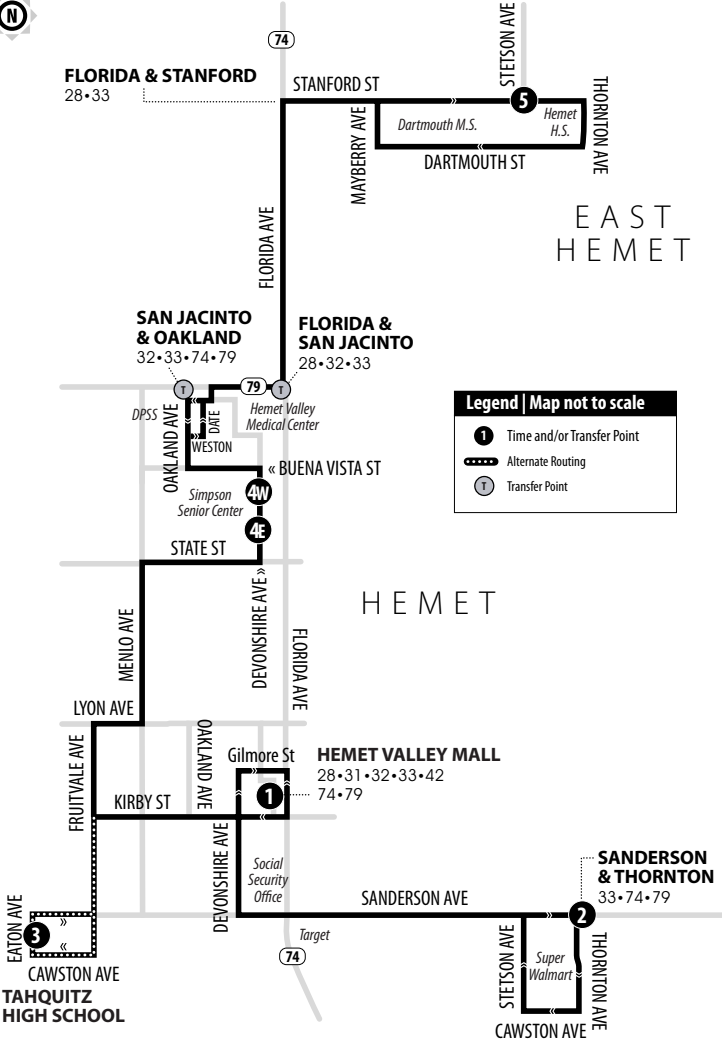 N
74
FLORIDA & STANFORD
28•33
STANFORD ST
STETSON AVE
5
THORNTON AVE
MAYBERRY AVE
Dartmouth M.S.
Hemet
H.S.
DARTMOUTH ST
EAST
HEMET
FLORIDA AVE
SAN JACINTO
& OAKLAND
32•33•74•79
FLORIDA &
SAN JACINTO
28•32•33
T
79
T
DPSS
OAKLAND AVE
DATE
WESTON
Hemet Valley
Medical Center
« BUENA VISTA ST
4W
Simpson
Senior Center
4E
STATE ST
DEVONSHIRE AVE »
Legend | Map not to scale
1 Time and/or Transfer Point
Alternate Routing
T Transfer Point
HEMET
MENLO AVE
FLORIDA AVE
LYON AVE
FRUITVALE AVE
OAKLAND AVE
Gilmore St
HEMET VALLEY MALL
28•31•32•33•42
74•79
1
KIRBY ST
DEVONSHIRE AVE
Social
Security
Office
SANDERSON AVE
SANDERSON
& THORNTON
33•74•79
2
EATON AVE
3
CAWSTON AVE
TAHQUITZ
HIGH SCHOOL
Target
74
STETSON AVE
Super
Walmart
THORNTON AVE
CAWSTON AVE